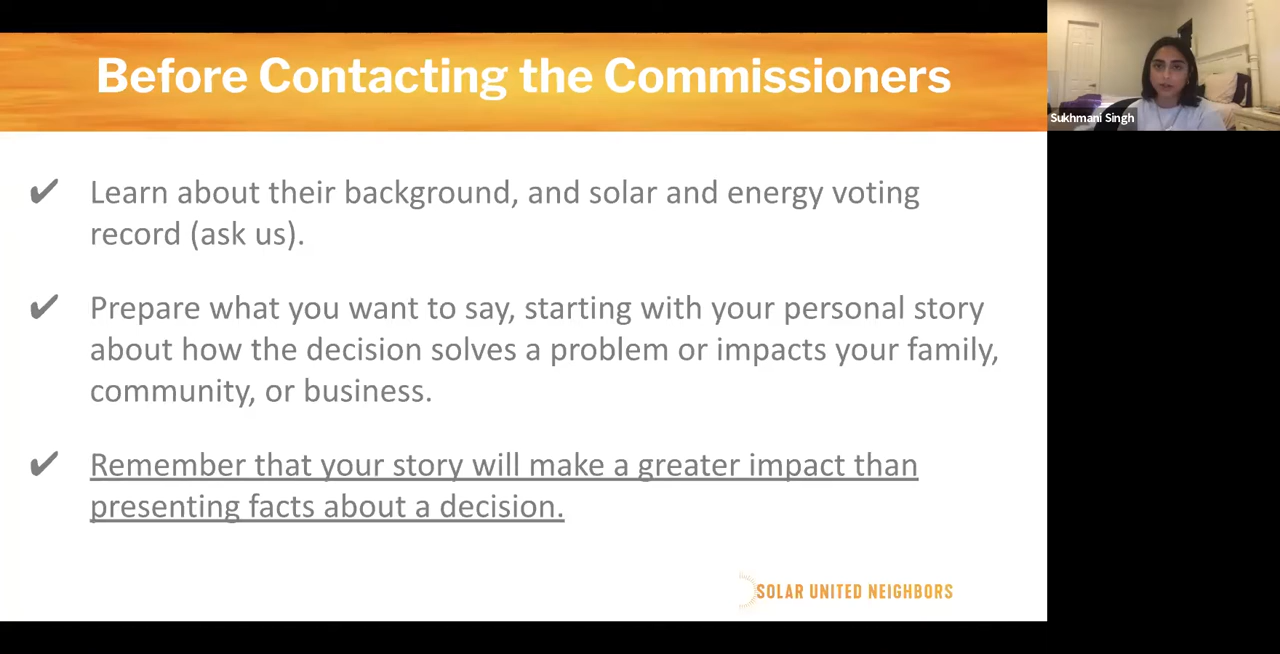 Before Contacting the Commissioners
Sukhmani Singh
✔ Learn about their background, and solar and energy voting
record (ask us).
✔ Prepare what you want to say, starting with your personal story
about how the decision solves a problem or impacts your family,
community, or business.
✔ Remember that your story will make a greater impact than
presenting facts about a decision.
SOLAR UNITED NEIGHBORS